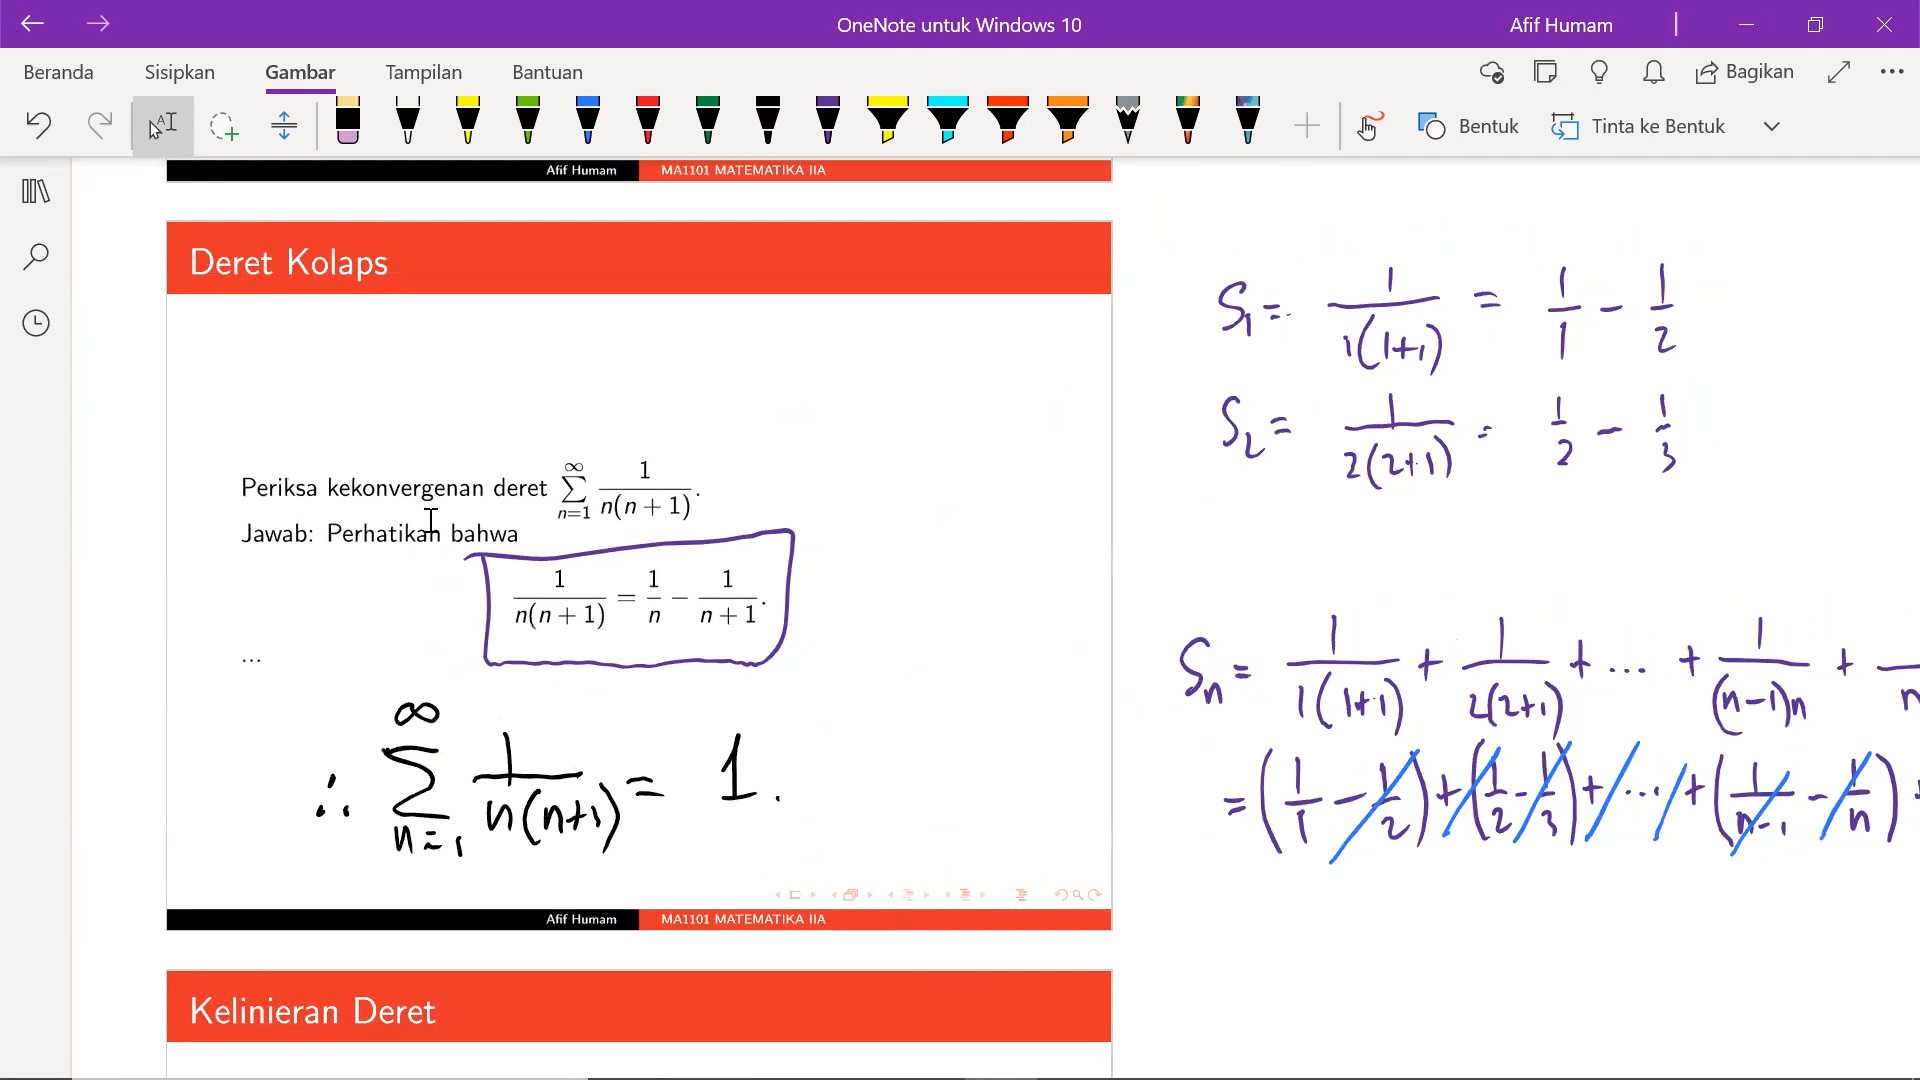 OneNote untuk Windows 10
Afif Humam
Beranda Sisipkan Gambar Tampilan Bantuan
Bagikan
Bentuk
Tinta ke Bentuk
Afif Humam MA1101 MATEMATIKA IIA
Deret Kolaps
Periksa kekonvergenan deret ∑_{n=1}^{∞} 1/(n(n + 1)).
Jawab: Perhatikan bahwa
1/(n(n + 1)) = 1/n − 1/(n + 1).
...
∴ ∑_{n=1}^{∞} 1/(n(n+1)) = 1.
Afif Humam MA1101 MATEMATIKA IIA
Kelinieran Deret
S₁ = 1/(1(1+1)) = 1/1 − 1/2
S₂ = 1/(2(2+1)) = 1/2 − 1/3
Sₙ = 1/(1(1+1)) + 1/(2(2+1)) + ... + 1/((n−1)n) +
= (1/1 − 1/2) + (1/2 − 1/3) + ... + (1/(n−1) − 1/n)